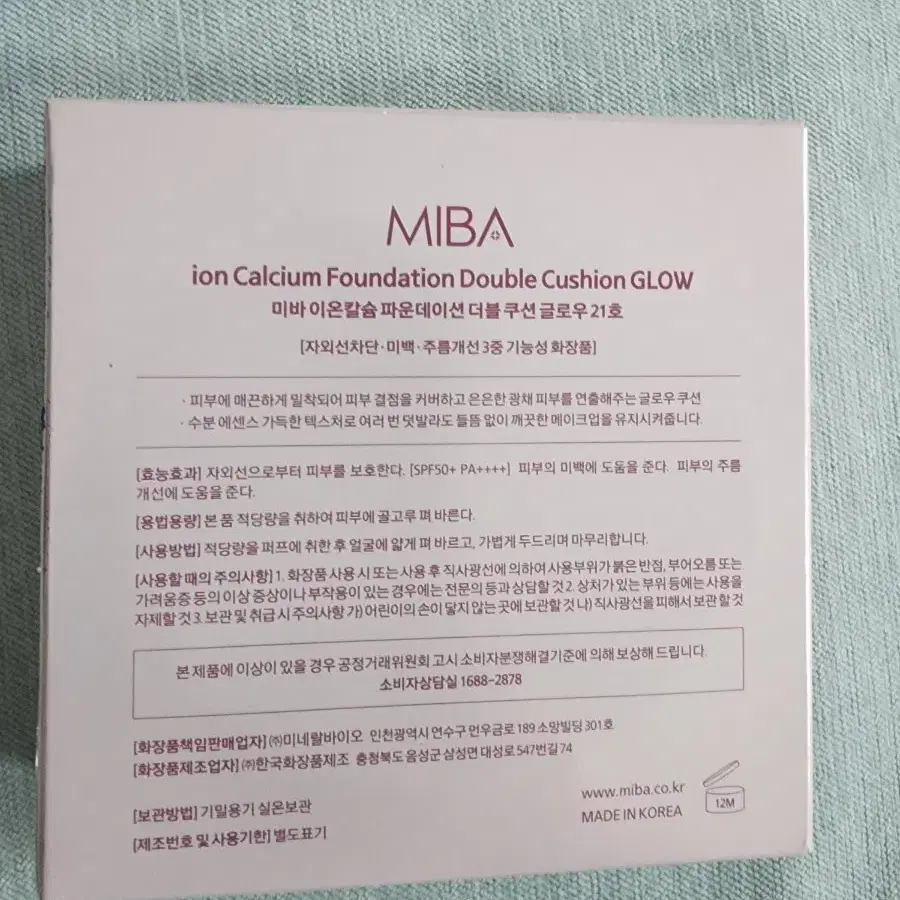 MIBA
ion Calcium Foundation Double Cushion GLOW
미바 이온칼슘 파운데이션 더블 쿠션 글로우 21호
[자외선차단·미백·주름개선 3중 기능성 화장품]
· 피부에 매끈하게 밀착되어 피부 결점을 커버하고 은은한 광채 피부를 연출해주는 글로우 쿠션
· 수분 에센스 가득한 텍스처로 여러 번 덧발라도 들뜸 없이 깨끗한 메이크업을 유지시켜줍니다.
[효능효과] 자외선으로부터 피부를 보호한다. [SPF50+ PA++++] 피부의 미백에 도움을 준다. 피부의 주름
개선에 도움을 준다.
[용법용량] 본 품 적당량을 취하여 피부에 골고루 펴 바른다.
[사용방법] 적당량을 퍼프에 취한 후 얼굴에 얇게 펴 바르고, 가볍게 두드리며 마무리합니다.
[사용할 때의 주의사항] 1. 화장품 사용 시 또는 사용 후 직사광선에 의하여 사용부위가 붉은 반점, 부어오름 또는
가려움증 등의 이상 증상이나 부작용이 있는 경우에는 전문의 등과 상담할 것 2. 상처가 있는 부위 등에는 사용을
자제할 것 3. 보관 및 취급 시 주의사항 가) 어린이의 손이 닿지 않는 곳에 보관할 것 나) 직사광선을 피해서 보관할 것
본 제품에 이상이 있을 경우 공정거래위원회 고시 소비자분쟁해결기준에 의해 보상해 드립니다.
소비자상담실 1688-2878
[화장품책임판매업자] ㈜미네랄바이오 인천광역시 연수구 먼우금로 189 소망빌딩 301호
[화장품제조업자] ㈜한국화장품제조 충청북도 음성군 삼성면 대성로 547번길 74
[보관방법] 기밀용기 실온보관
[제조번호 및 사용기한] 별도표기
www.miba.co.kr
MADE IN KOREA
12M